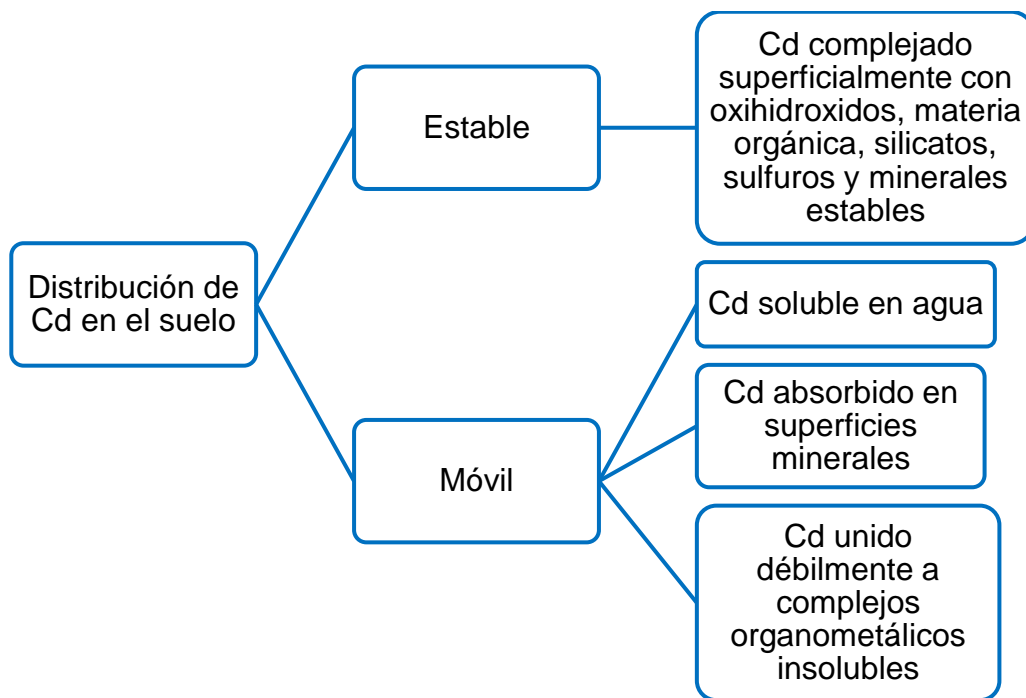 Distribución de
Cd en el suelo
Estable
Cd complejado
superficialmente con
oxihidroxidos, materia
orgánica, silicatos,
sulfuros y minerales
estables
Móvil
Cd soluble en agua
Cd absorbido en
superficies
minerales
Cd unido
débilmente a
complejos
organometálicos
insolubles